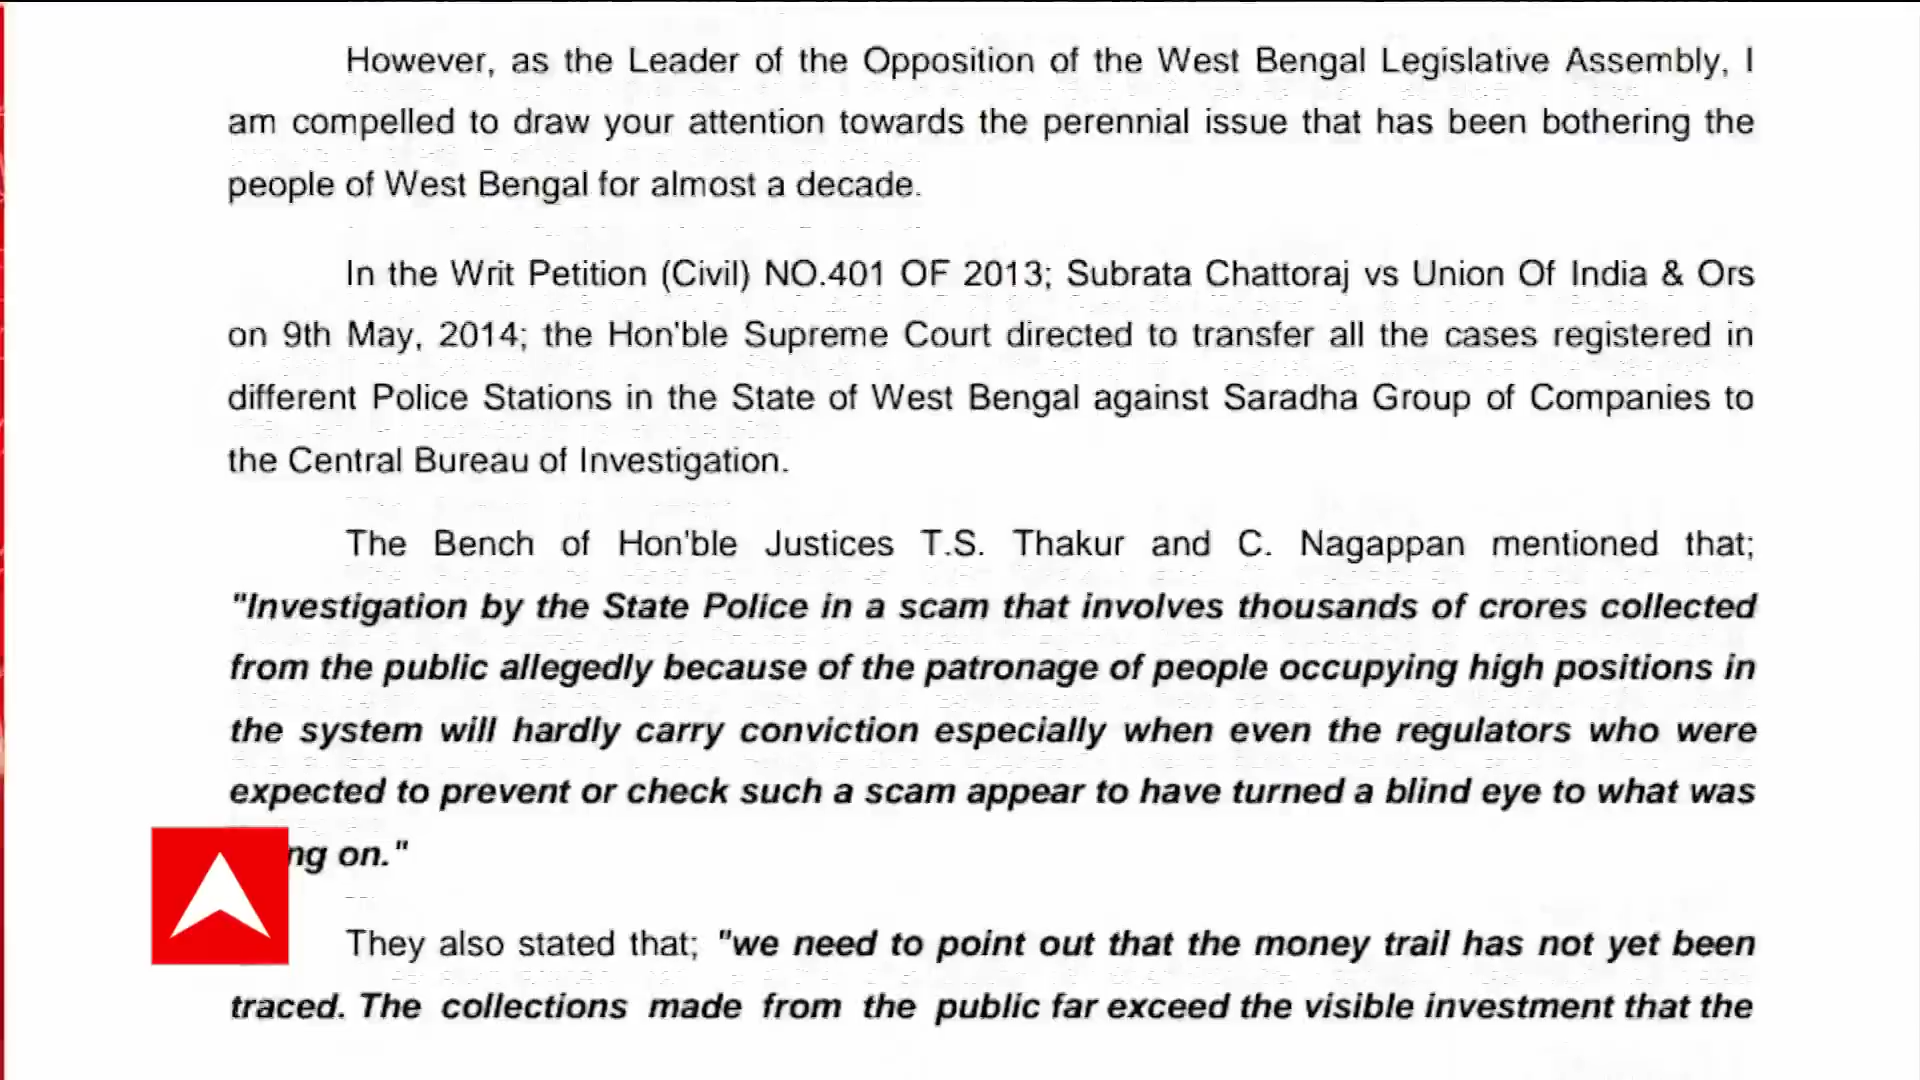 However, as the Leader of the Opposition of the West Bengal Legislative Assembly, I
am compelled to draw your attention towards the perennial issue that has been bothering the
people of West Bengal for almost a decade.
In the Writ Petition (Civil) NO.401 OF 2013; Subrata Chattoraj vs Union Of India & Ors
on 9th May, 2014; the Hon'ble Supreme Court directed to transfer all the cases registered in
different Police Stations in the State of West Bengal against Saradha Group of Companies to
the Central Bureau of Investigation.
The Bench of Hon'ble Justices T.S. Thakur and C. Nagappan mentioned that;
"Investigation by the State Police in a scam that involves thousands of crores collected
from the public allegedly because of the patronage of people occupying high positions in
the system will hardly carry conviction especially when even the regulators who were
expected to prevent or check such a scam appear to have turned a blind eye to what was
on."
They also stated that; "we need to point out that the money trail has not yet been
traced. The collections made from the public far exceed the visible investment that the